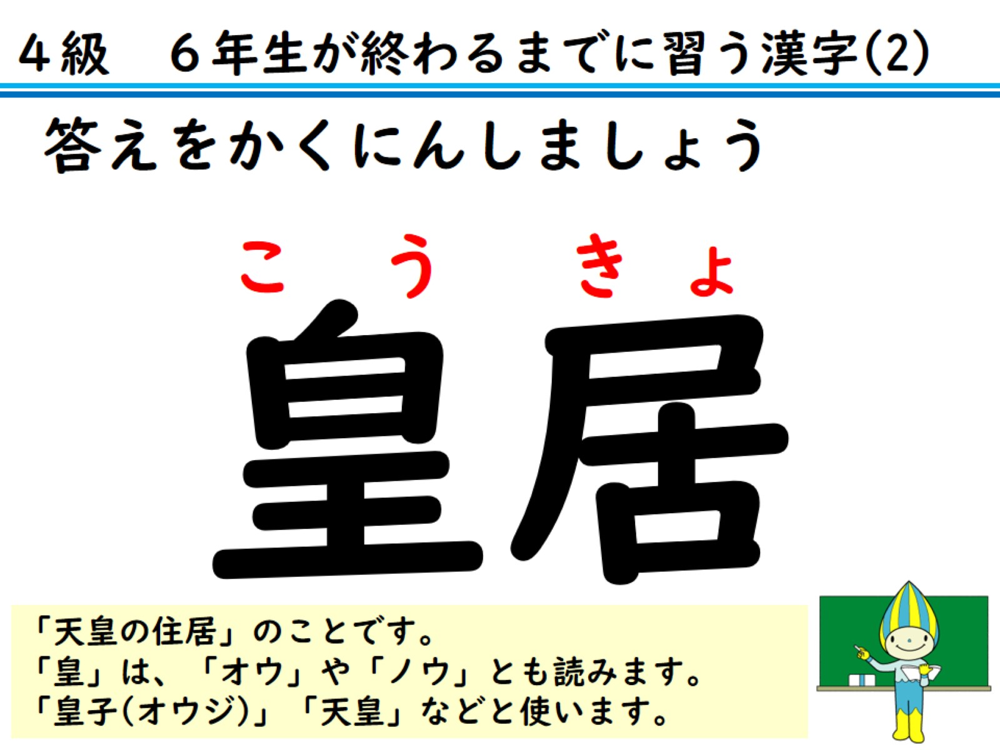 ４級　６年生が終わるまでに習う漢字(2)
答えをかくにんしましょう
こうきょ
皇居
「天皇の住居」のことです。
「皇」は、「オウ」や「ノウ」とも読みます。
「皇子(オウジ)」「天皇」などと使います。